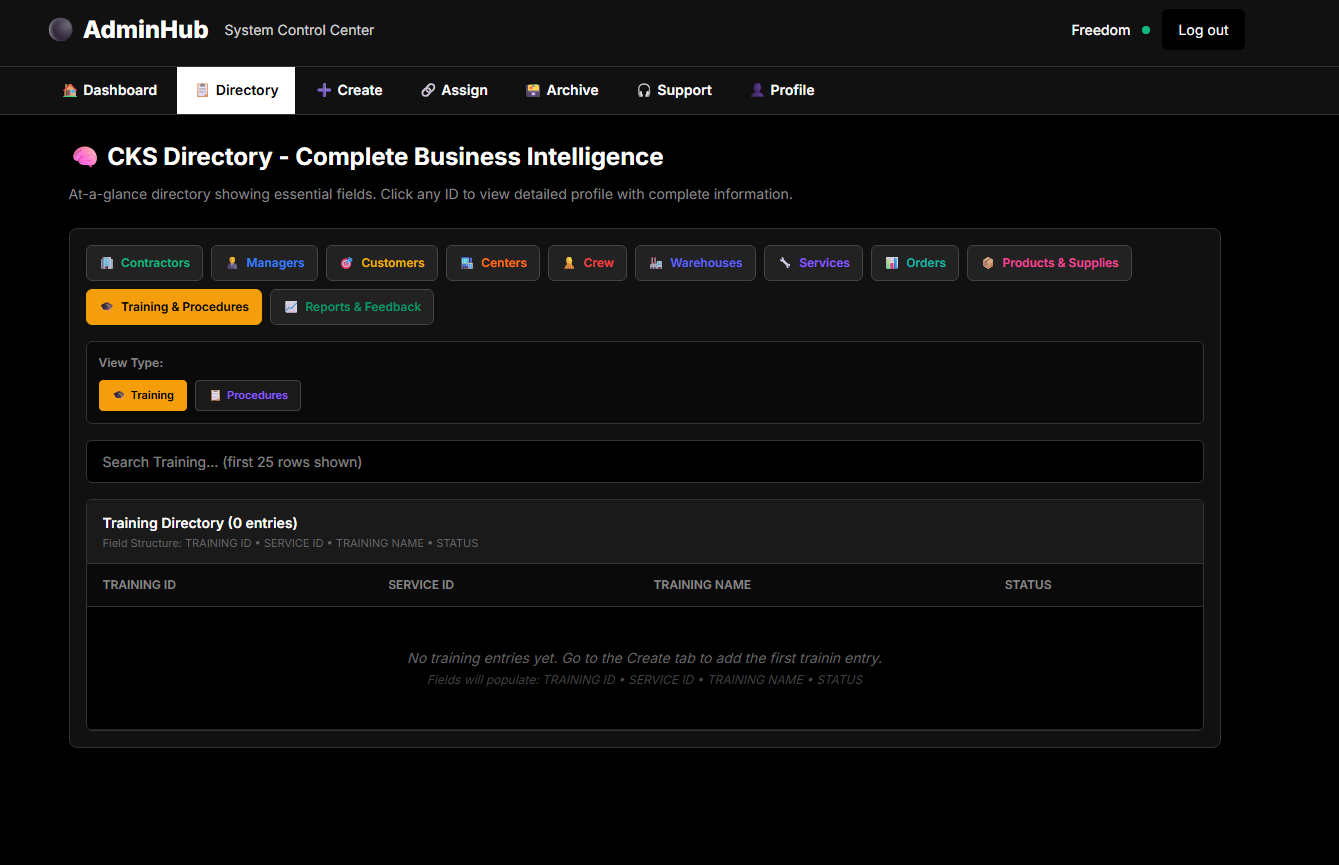 AdminHub System Control Center Freedom Log out
Dashboard Directory Create Assign Archive Support Profile
CKS Directory - Complete Business Intelligence
At-a-glance directory showing essential fields. Click any ID to view detailed profile with complete information.
Contractors Managers Customers Centers Crew Warehouses Services Orders Products & Supplies
Training & Procedures Reports & Feedback
View Type:
Training Procedures
Search Training... (first 25 rows shown)
Training Directory (0 entries)
Field Structure: TRAINING ID • SERVICE ID • TRAINING NAME • STATUS
TRAINING ID SERVICE ID TRAINING NAME STATUS
No training entries yet. Go to the Create tab to add the first trainin entry.
Fields will populate: TRAINING ID • SERVICE ID • TRAINING NAME • STATUS